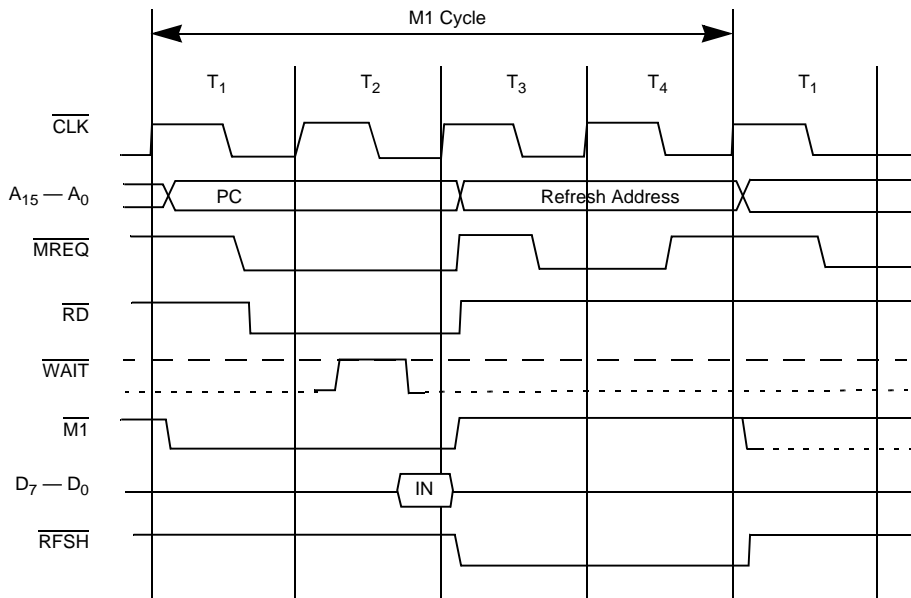 M1 Cycle
T1 T2 T3 T4 T1
CLK
A15 — A0 PC Refresh Address
MREQ
RD
WAIT
M1
D7 — D0 IN
RFSH